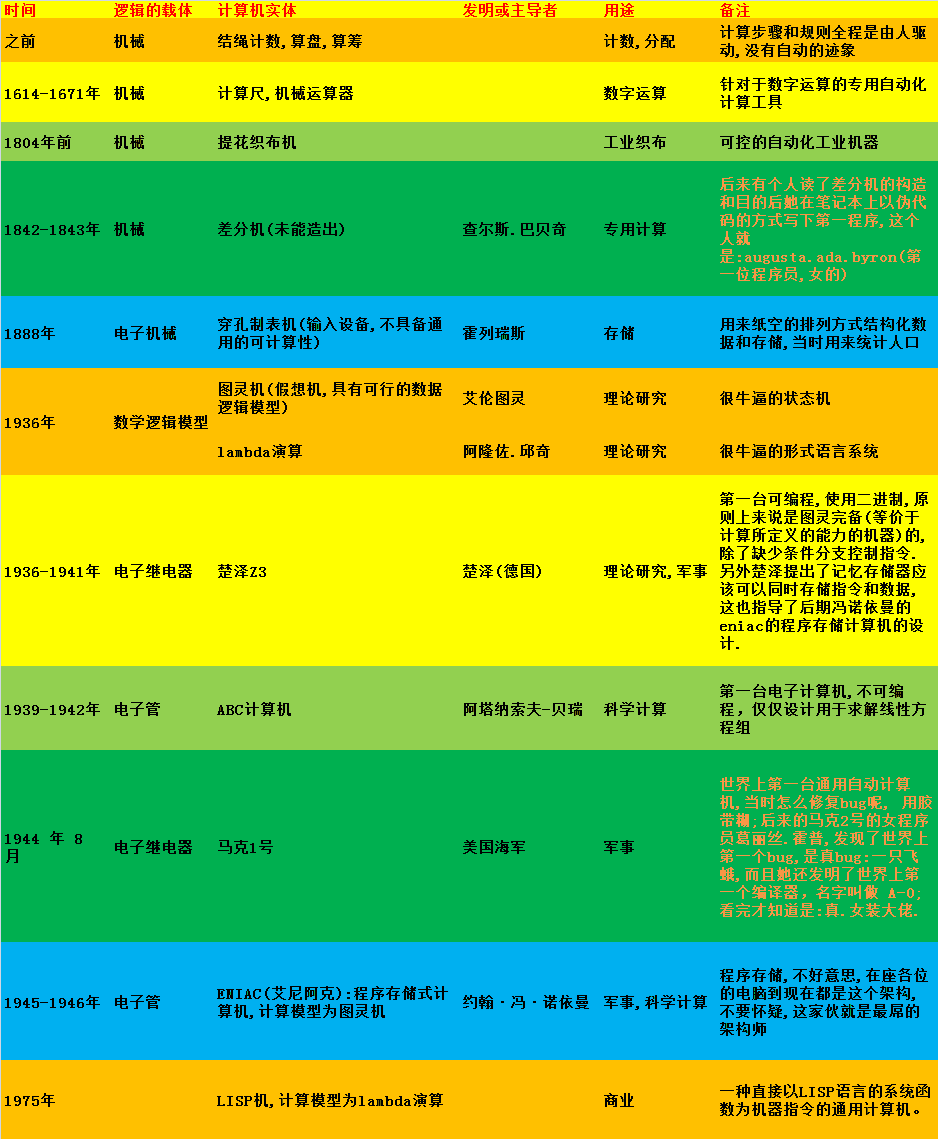 时间 逻辑的载体 计算机实体 发明或主导者 用途 备注
之前 机械 结绳计数,算盘,算筹 计数,分配
计算步骤和规则全程是由人驱
动,没有自动的迹象
1614-1671年 机械 计算尺,机械运算器 数字运算
针对于数字运算的专用自动化
计算工具
1804年前 机械 提花织布机 工业织布 可控的自动化工业机器
1842-1843年 机械 差分机(未能造出) 查尔斯.巴贝奇 专用计算
后来有个人读了差分机的构造
和目的后她在笔记本上以伪代
码的方式写下第一程序,这个
人就
是:augusta.ada.byron(第
一位程序员,女的)
1888年 电子机械
穿孔制表机(输入设备,不具备通
用的可计算性)
霍列瑞斯 存储
用来纸空的排列方式结构化
数据和存储,当时用来统计人口
1936年 数学逻辑模型
图灵机(假想机,具有可行的数据
逻辑模型)
艾伦图灵 理论研究 很牛逼的状态机
lambda演算 阿隆佐.邱奇 理论研究 很牛逼的形式语言系统
1936-1941年 电子继电器 楚泽Z3 楚泽(德国) 理论研究,军事
第一台可编程,使用二进制,原
则上来说是图灵完备(等价于
计算所定义的能力的机器)的,
除了缺少条件分支控制指令.
另外楚泽提出了记忆存储器应
该可以同时存储指令和数据,
这也指导了后期冯诺依曼的
eniac的程序存储计算机的设
计.
1939-1942年 电子管 ABC计算机 阿塔纳索夫-贝瑞 科学计算
第一台电子计算机,不可编
程，仅仅设计用于求解线性方
程组
1944 年 8
月
电子继电器 马克1号 美国海军 军事
世界上第一台通用自动计算
机,当时怎么修复bug呢, 用胶
带糊;后来的马克2号的女程序
员葛丽丝.霍普,发现了世界上
第一个bug,是真bug:一只飞
蛾,而且她还发明了世界上第
一个编译器，名字叫做 A-0;
看完才知道是:真.女装大佬.
1945-1946年 电子管
ENIAC(艾尼阿克):程序存储式计
算机,计算模型为图灵机
约翰·冯·诺依曼 军事,科学计算
程序存储,不好意思,在座各位
的电脑到现在都是这个架构,
不要怀疑,这家伙就是最屌的
架构师
1975年 LISP机,计算模型为lambda演算 商业
一种直接以LISP语言的系统函
数为机器指令的通用计算机。